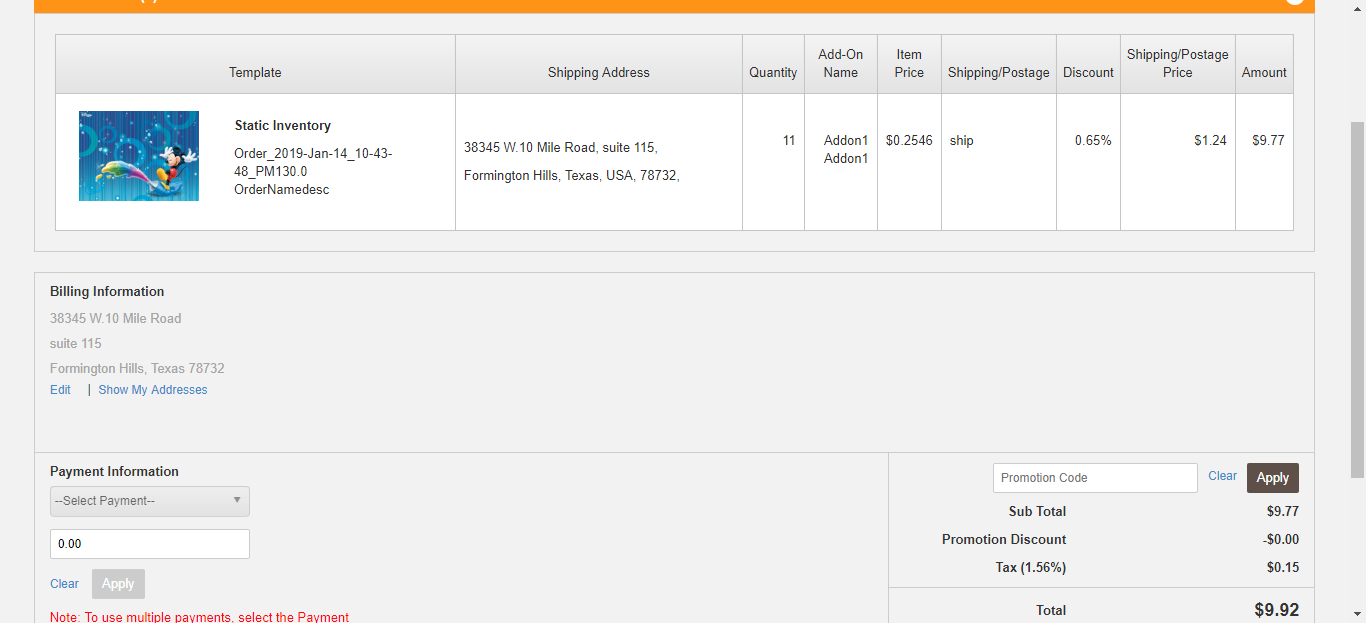 Template
Shipping Address
Quantity
Add-On
Name
Item
Price
Shipping/Postage
Discount
Shipping/Postage
Price
Amount
Static Inventory
Order_2019-Jan-14_10-43-
48_PM130.0
OrderNamedesc
38345 W.10 Mile Road, suite 115,
Formington Hills, Texas, USA, 78732,
11
Addon1
Addon1
$0.2546
ship
0.65%
$1.24
$9.77
Billing Information
38345 W.10 Mile Road
suite 115
Formington Hills, Texas 78732
Edit | Show My Addresses
Payment Information
--Select Payment--
0.00
Clear Apply
Note: To use multiple payments, select the Payment
Promotion Code Clear Apply
Sub Total $9.77
Promotion Discount -$0.00
Tax (1.56%) $0.15
Total $9.92